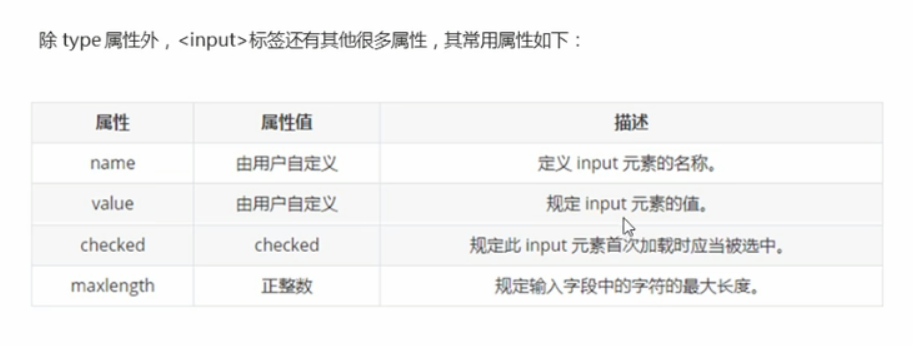 除 type 属性外，<input>标签还有其他很多属性，其常用属性如下：
属性 属性值 描述
name 由用户自定义 定义 input 元素的名称。
value 由用户自定义 规定 input 元素的值。
checked checked 规定此 input 元素首次加载时应当被选中。
maxlength 正整数 规定输入字段中的字符的最大长度。